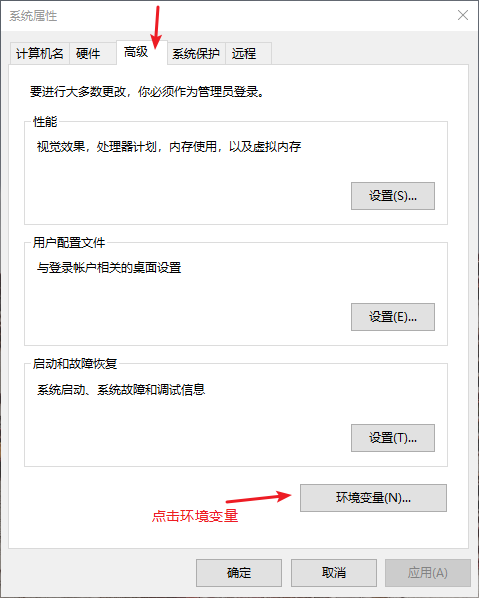 系统属性
计算机名 硬件 高级 系统保护 远程
要进行大多数更改，你必须作为管理员登录。
性能
视觉效果，处理器计划，内存使用，以及虚拟内存
设置(S)...
用户配置文件
与登录帐户相关的桌面设置
设置(E)...
启动和故障恢复
系统启动、系统故障和调试信息
设置(T)...
环境变量(N)...
点击环境变量
确定 取消 应用(A)